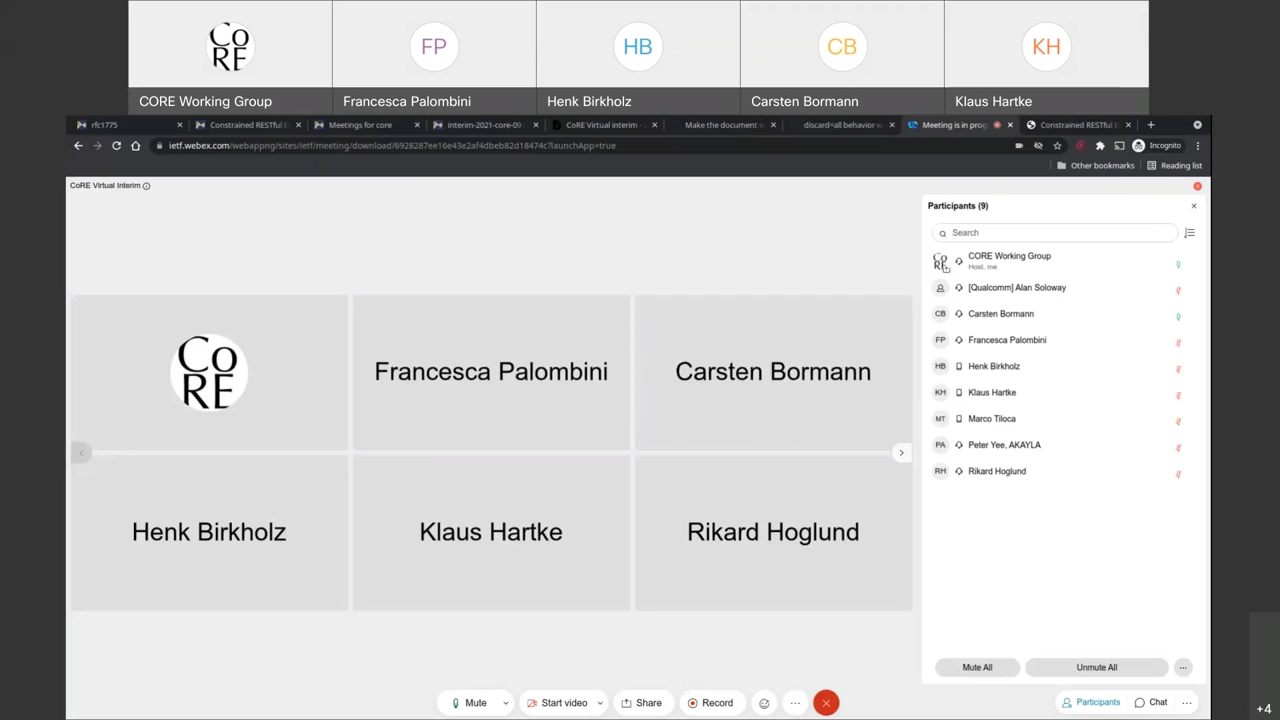 CORE
FP
HB
CB
KH
CORE Working Group
Francesca Palombini
Henk Birkholz
Carsten Bormann
Klaus Hartke
rfc1775
Constrained RESTful E
Meetings for core
interim-2021-core-09
CoRE Virtual interim -
Make the document s
discard=all behavior w
Meeting is in prog
Constrained RESTful E
ietf.webex.com/webappng/sites/ietf/meeting/download/6928287ee16e43e2af4dbeb82d18474c?launchApp=true
Incognito
Other bookmarks
Reading list
CoRE Virtual Interim
Participants (9)
Search
CORE
CORE Working Group
Host, me
[Qualcomm] Alan Soloway
CB Carsten Bormann
FP Francesca Palombini
HB Henk Birkholz
KH Klaus Hartke
MT Marco Tiloca
PA Peter Yee, AKAYLA
RH Rikard Hoglund
CORE
Francesca Palombini
Carsten Bormann
Henk Birkholz
Klaus Hartke
Rikard Hoglund
Mute All
Unmute All
Mute
Start video
Share
Record
Participants
Chat
+4